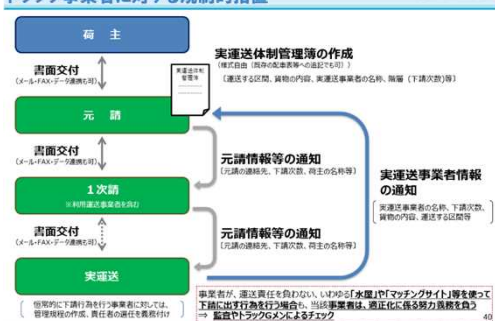 トラック事業者に対する規制的措置
荷 主
実運送体制管理簿の作成
(様式自由(既存の配車表等への追記でも可))
実運送体制
管理簿
運送する区間、貨物の内容、実運送事業者の名称、階層(下請次数)等
書面交付
(メール・FAX・データ連携も可)
元 請
書面交付
(メール・FAX・データ連携も可)
元請情報等の通知
(元請の連絡先、下請次数、荷主の名称等)
実運送事業者情報
の通知
実運送事業者の名称、下請次数、
貨物の内容、運送する区間等
1次請
※利用運送事業者を含む
書面交付
(メール・FAX・データ連携も可)
元請情報等の通知
(元請の連絡先、下請次数、荷主の名称等)
実運送
恒常的に下請行為を行う事業者に対しては、
管理規程の作成、責任者の選任を義務付け
事業者が、運送責任を負わない、いわゆる「水屋」や「マッチングサイト」等を使って
下請に出す行為を行う場合も、当該事業者は、適正化に係る努力義務を負う
⇒ 監査やトラックGメンによるチェック
40